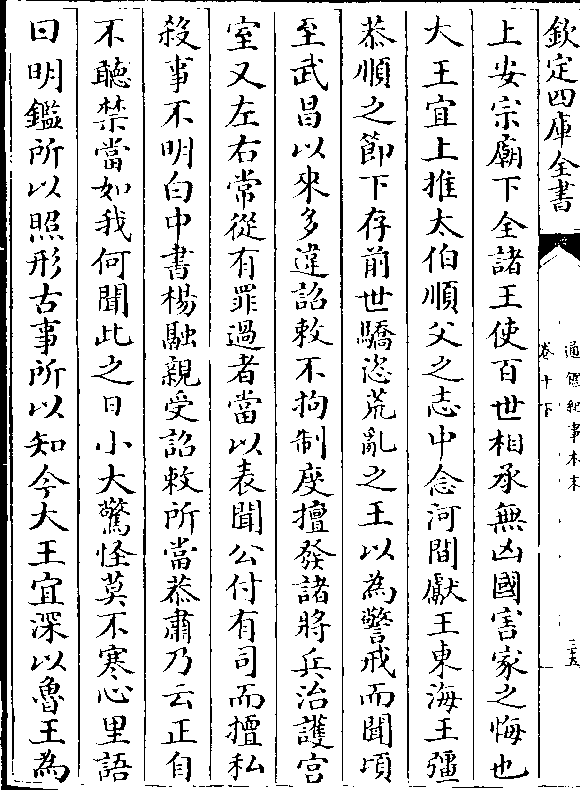 欽定四庫全書
通鑑紀事本末
卷十下
三五
上安宗廟下全諸王使百世相承無凶國害家之悔也
大王宜上推太伯順父之志中念河間獻王東海王彊
恭順之節下存前世驕恣荒亂之王以為警戒而聞頃
至武昌以來多違詔敕不拘制度擅發諸將兵治護宮
室又左右常從有罪過者當以表聞公付有司而擅私
殺事不明白中書楊融親受詔敕所當恭肅乃云正自
不聽禁當如我何聞此之日小大驚怪莫不寒心里語
曰明鑑所以照形古事所以知今大王宜深以魯王為